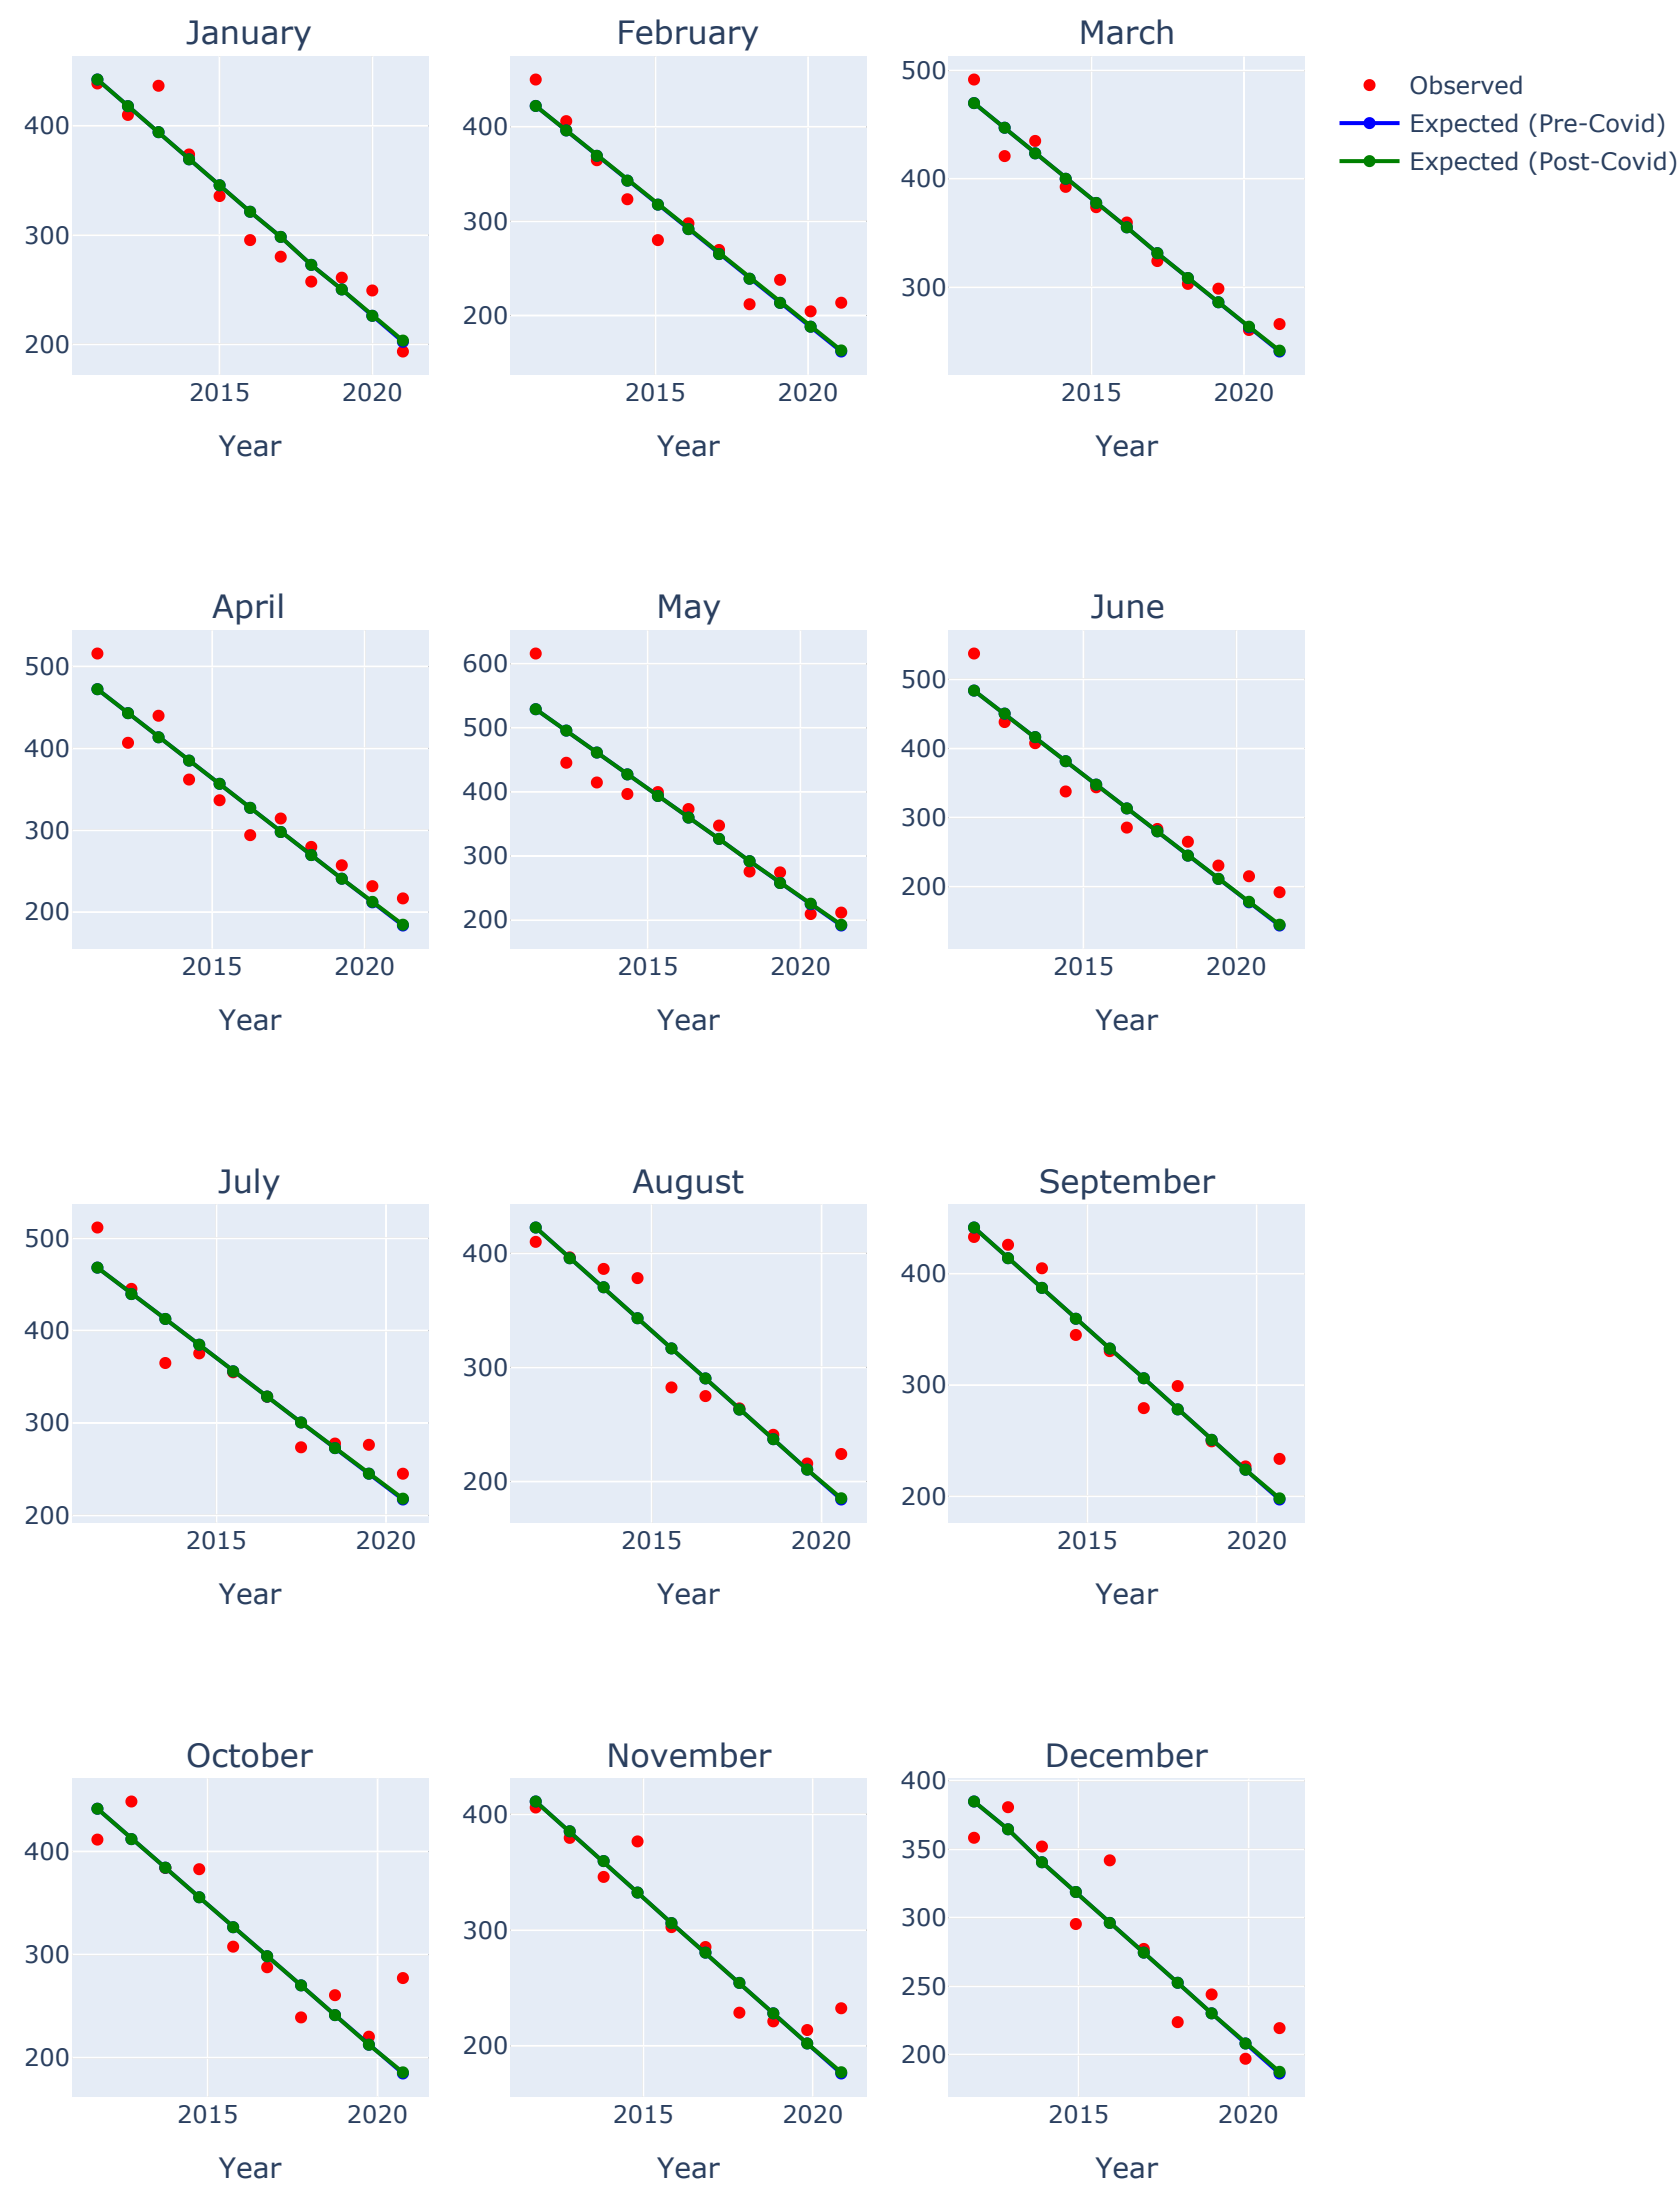 January
February
March
Observed
Expected (Pre-Covid)
Expected (Post-Covid)
400
300
200
400
300
200
500
400
300
2015
2020
2015
2020
2015
2020
Year
Year
Year
April
May
June
500
400
300
200
600
500
400
300
200
500
400
300
200
2015
2020
2015
2020
2015
2020
Year
Year
Year
July
August
September
500
400
300
200
400
300
200
400
300
200
2015
2020
2015
2020
2015
2020
Year
Year
Year
October
November
December
400
300
200
400
300
200
400
350
300
250
200
2015
2020
2015
2020
2015
2020
Year
Year
Year